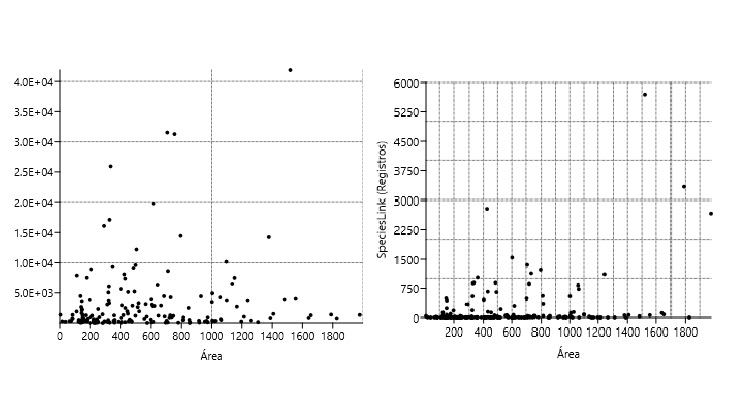 4.0E+04
3.5E+04
3.0E+04
2.5E+04
2.0E+04
1.5E+04
1.0E+04
5.0E+03
0 200 400 600 800 1000 1200 1400 1600 1800
Área
SpeciesLink (Registros)
6000
5250
4500
3750
3000
2250
1500
750
0
200 400 600 800 1000 1200 1400 1600 1800
Área